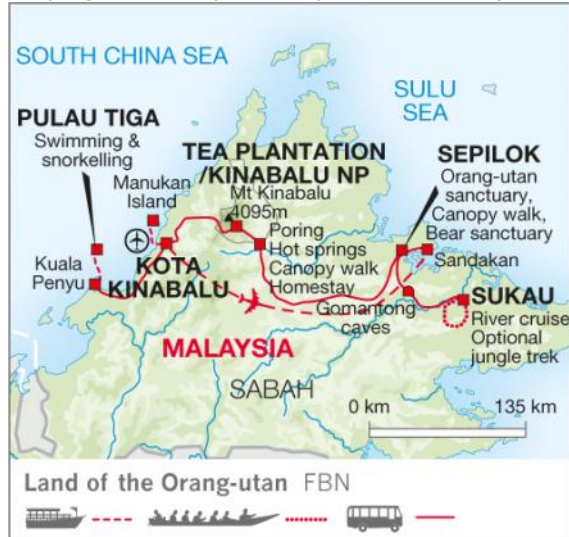 SOUTH CHINA SEA
SULU
SEA
PULAU TIGA
Swimming &
snorkelling
TEA PLANTATION
/KINABALU NP
Mt Kinabalu
4095m
SEPILOK
Orang-utan
sanctuary,
Canopy walk,
Bear sanctuary
Manukan
Island
Poring
Hot springs
Canopy walk
Homestay
Sandakan
Kuala
Penyu
KOTA
KINABALU
Gomantong
caves
SUKAU
River cruise
Optional
jungle trek
MALAYSIA
SABAH
0 km
135 km
Land of the Orang-utan FBN